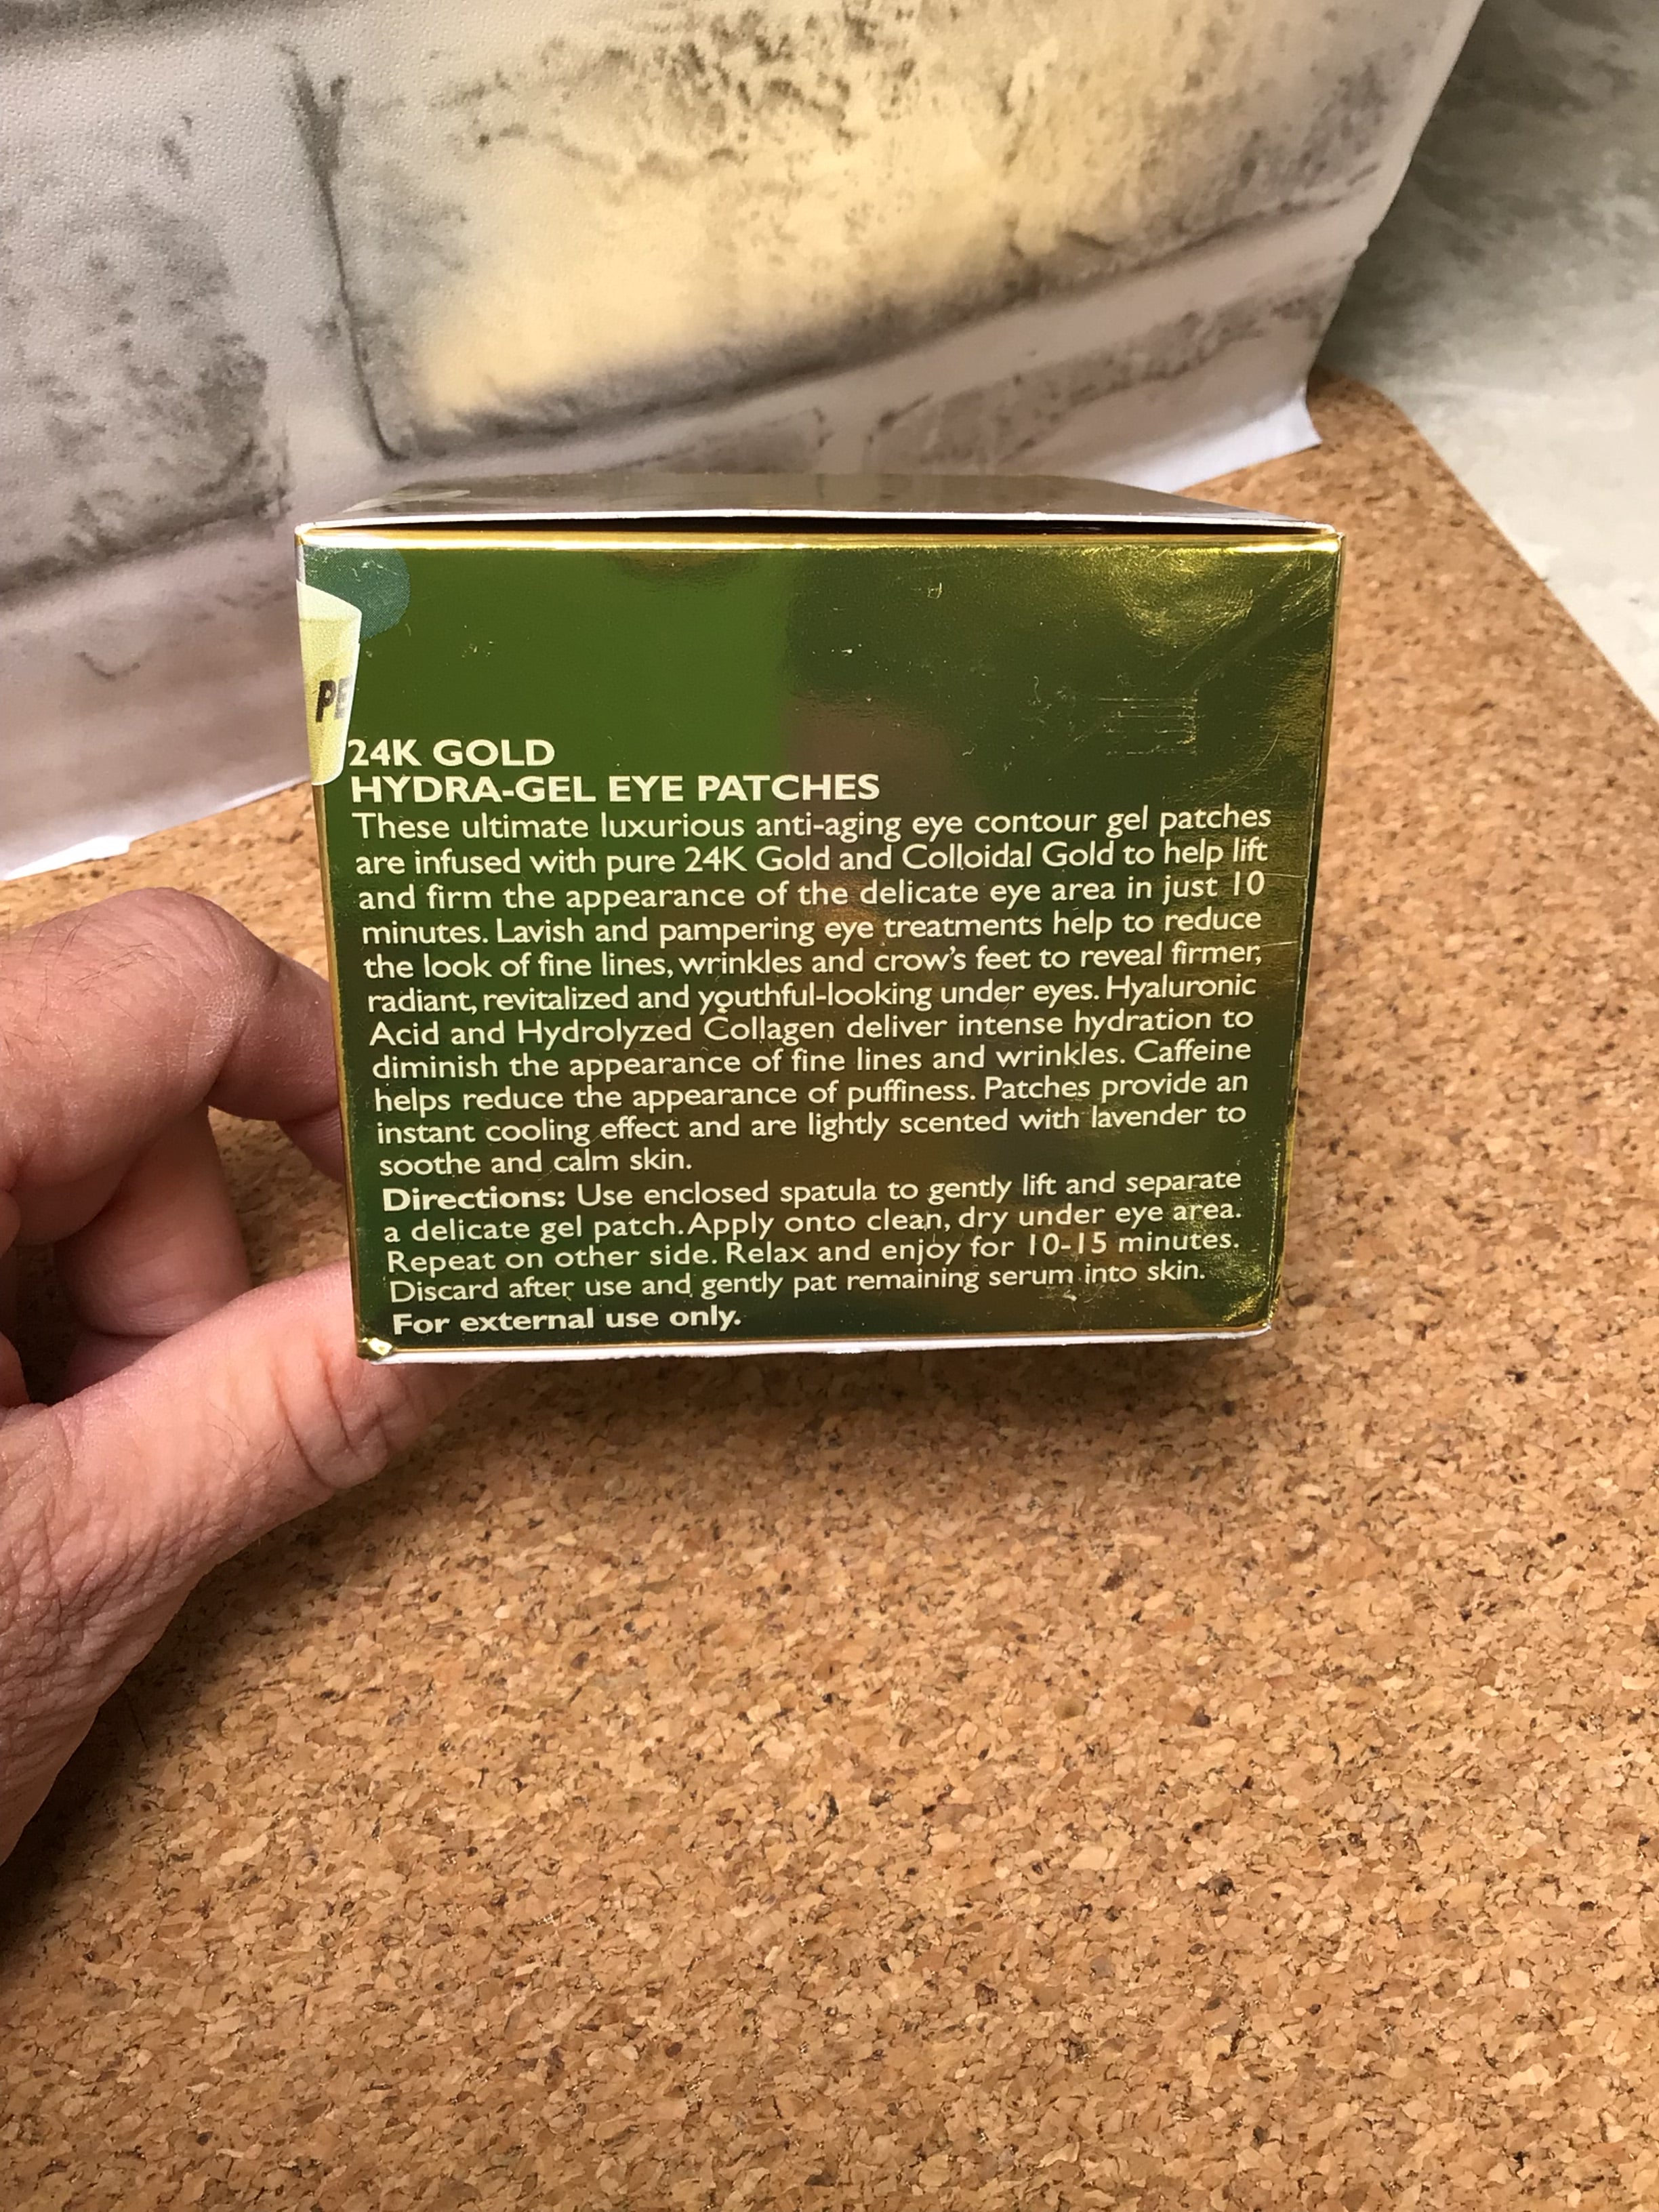 PE
24K GOLD
HYDRA-GEL EYE PATCHES
These ultimate luxurious anti-aging eye contour gel patches
are infused with pure 24K Gold and Colloidal Gold to help lift
and firm the appearance of the delicate eye area in just 10
minutes. Lavish and pampering eye treatments help to reduce
the look of fine lines, wrinkles and crow's feet to reveal firmer,
radiant, revitalized and youthful-looking under eyes. Hyaluronic
Acid and Hydrolyzed Collagen deliver intense hydration to
diminish the appearance of fine lines and wrinkles. Caffeine
helps reduce the appearance of puffiness. Patches provide an
instant cooling effect and are lightly scented with lavender to
soothe and calm skin.
Directions: Use enclosed spatula to gently lift and separate
a delicate gel patch. Apply onto clean, dry under eye area.
Repeat on other side. Relax and enjoy for 10-15 minutes.
Discard after use and gently pat remaining serum into skin.
For external use only.